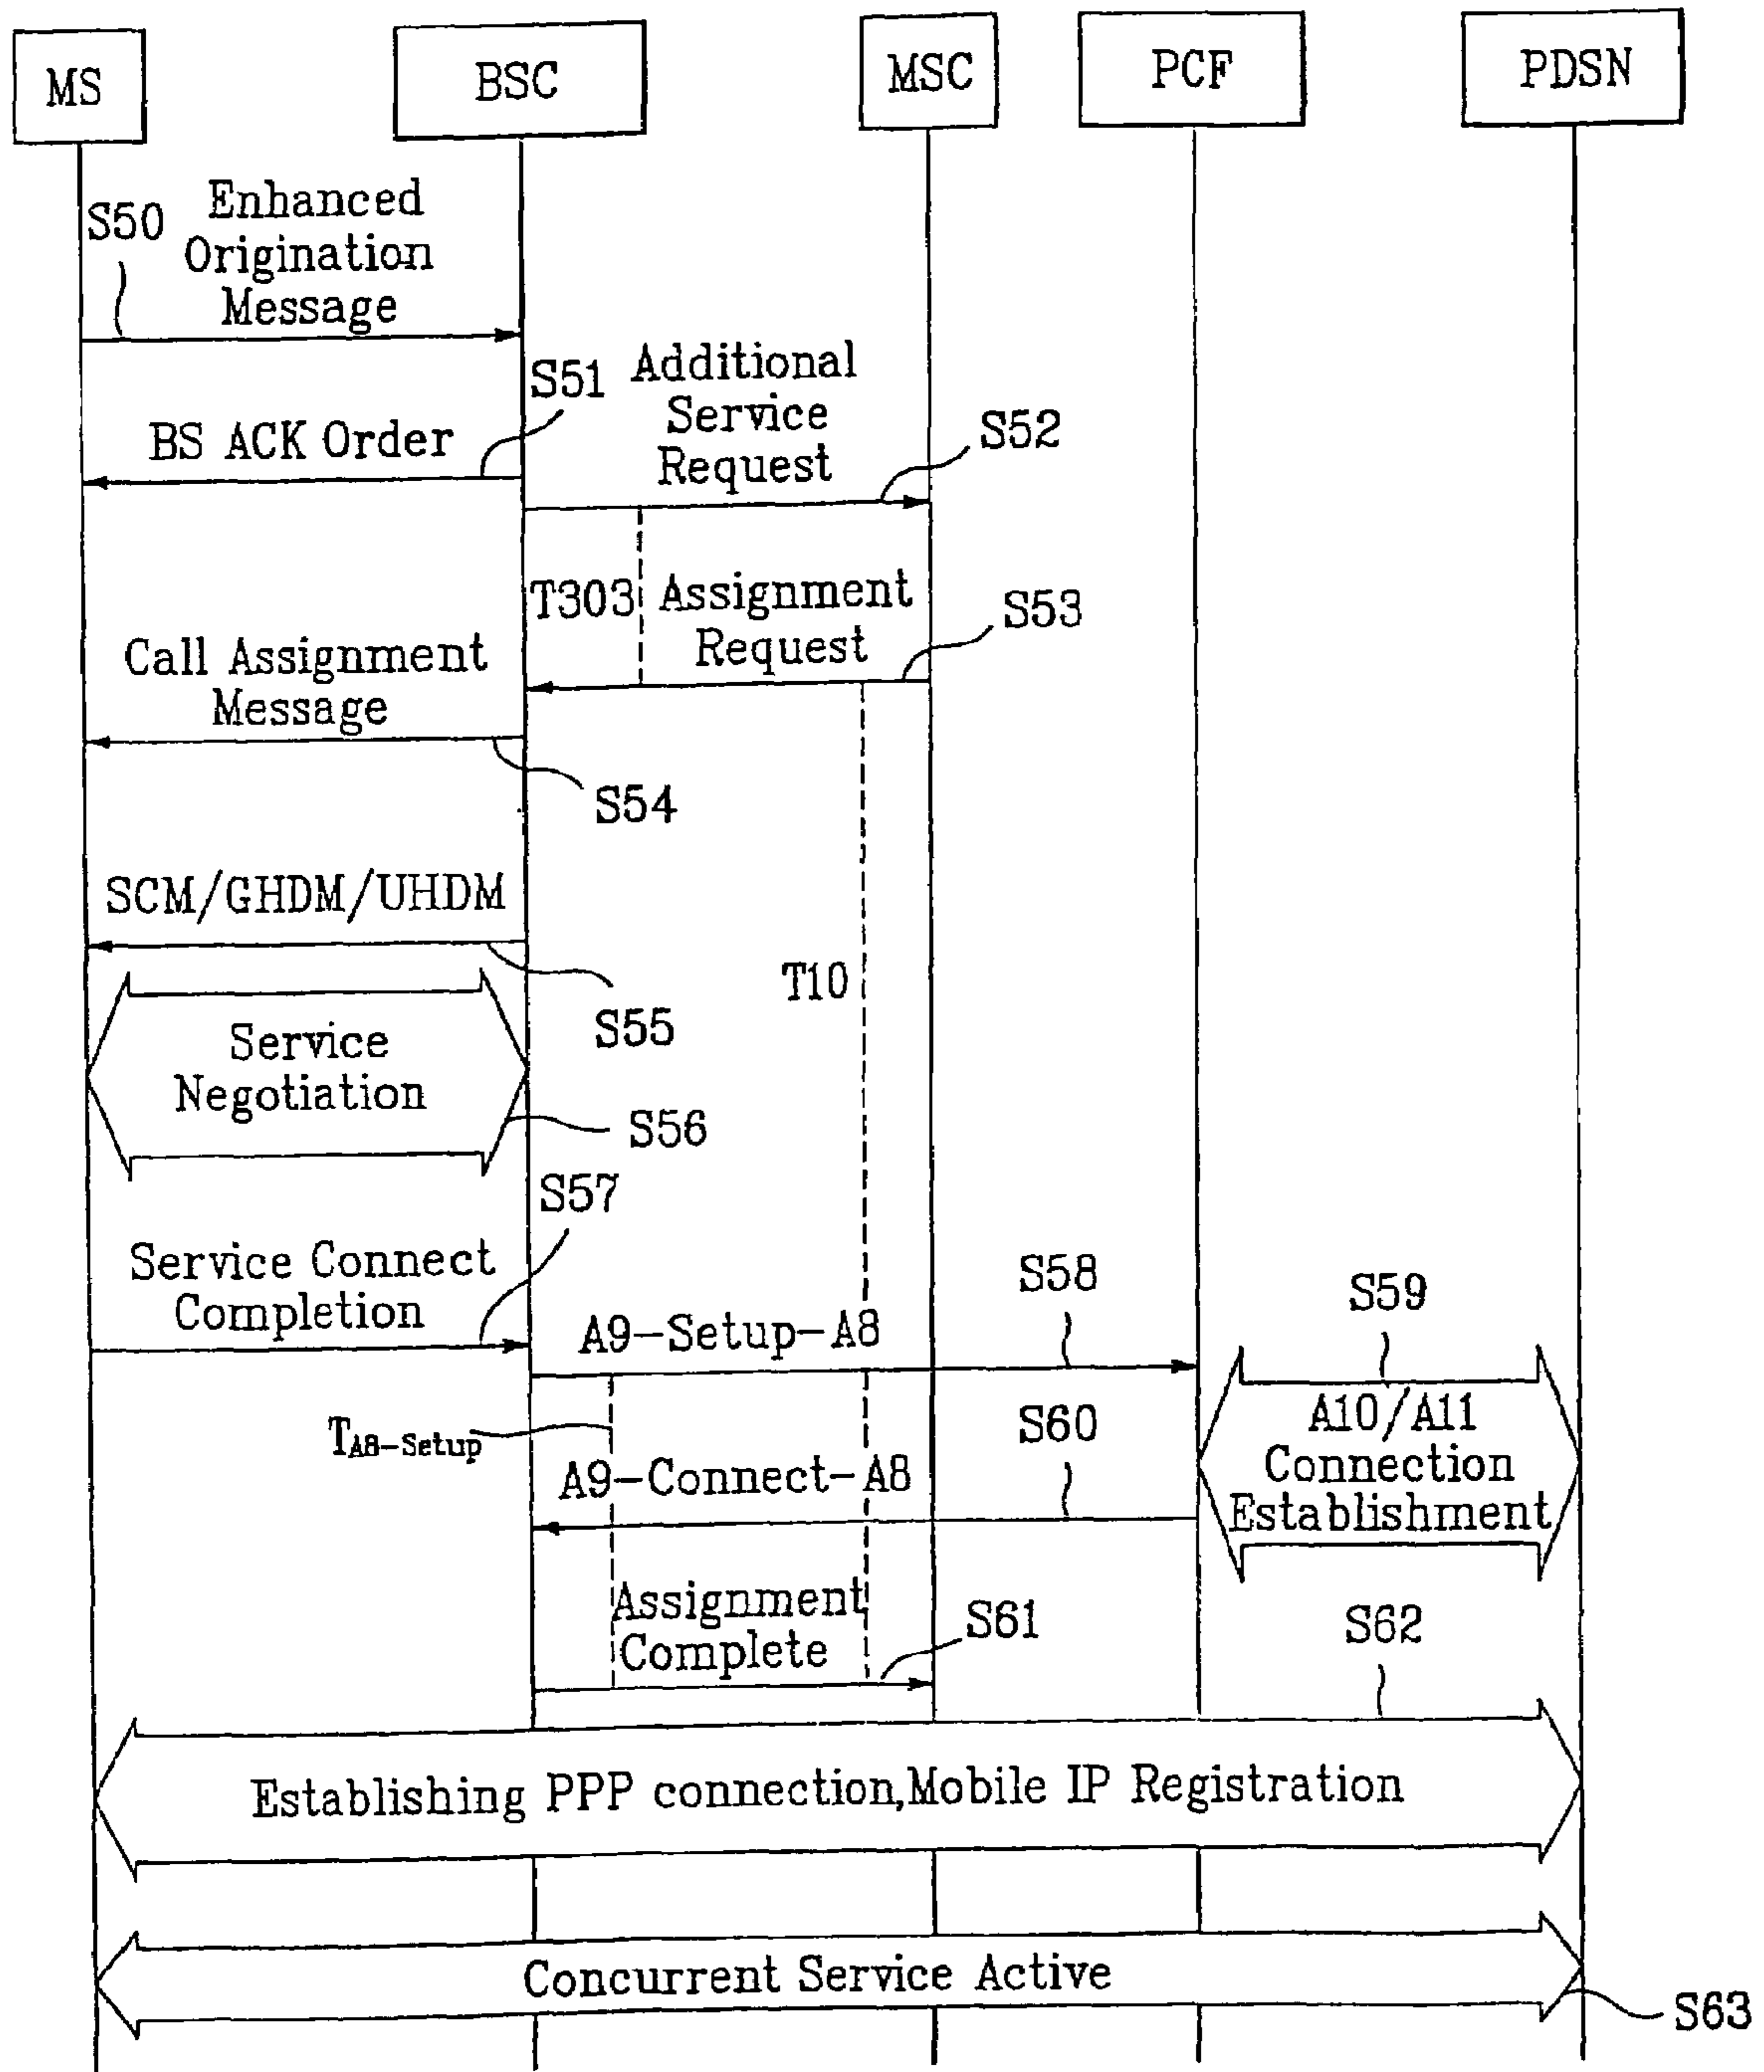 MS
BSC
MSC
PCF
PDSN
S50
Enhanced
Origination
Message
S51
Additional
Service
Request
S52
BS ACK Order
T303
Assignment
Request
S53
Call Assignment
Message
S54
SCM/GHDM/UHDM
S55
T10
Service
Negotiation
S56
S57
Service Connect
Completion
A9-Setup-A8
S58
S59
TA8-Setup
A9-Connect-A8
S60
A10/A11
Connection
Establishment
Assignment
Complete
S61
S62
Establishing PPP connection,Mobile IP Registration
Concurrent Service Active
S63